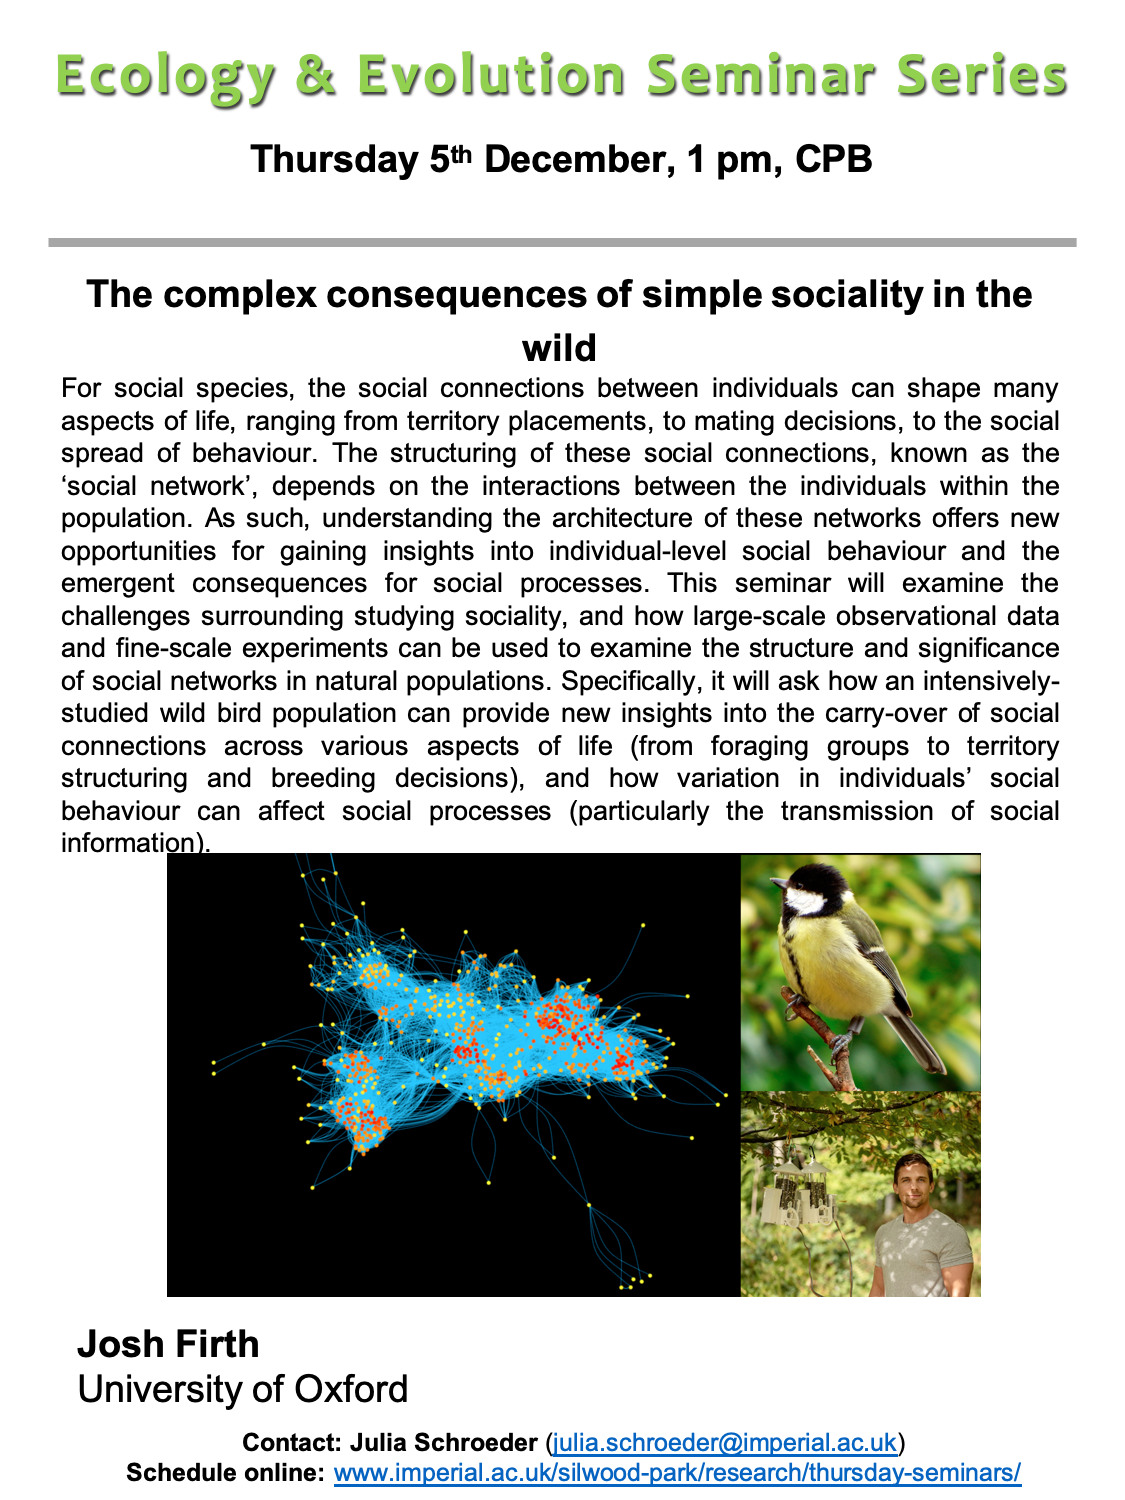 Ecology & Evolution Seminar Series
Thursday 5th December, 1 pm, CPB
The complex consequences of simple sociality in the
wild
For social species, the social connections between individuals can shape many
aspects of life, ranging from territory placements, to mating decisions, to the social
spread of behaviour. The structuring of these social connections, known as the
‘social network’, depends on the interactions between the individuals within the
population. As such, understanding the architecture of these networks offers new
opportunities for gaining insights into individual-level social behaviour and the
emergent consequences for social processes. This seminar will examine the
challenges surrounding studying sociality, and how large-scale observational data
and fine-scale experiments can be used to examine the structure and significance
of social networks in natural populations. Specifically, it will ask how an intensively-
studied wild bird population can provide new insights into the carry-over of social
connections across various aspects of life (from foraging groups to territory
structuring and breeding decisions), and how variation in individuals’ social
behaviour can affect social processes (particularly the transmission of social
information).
Josh Firth
University of Oxford
Contact: Julia Schroeder (julia.schroeder@imperial.ac.uk)
Schedule online: www.imperial.ac.uk/silwood-park/research/thursday-seminars/